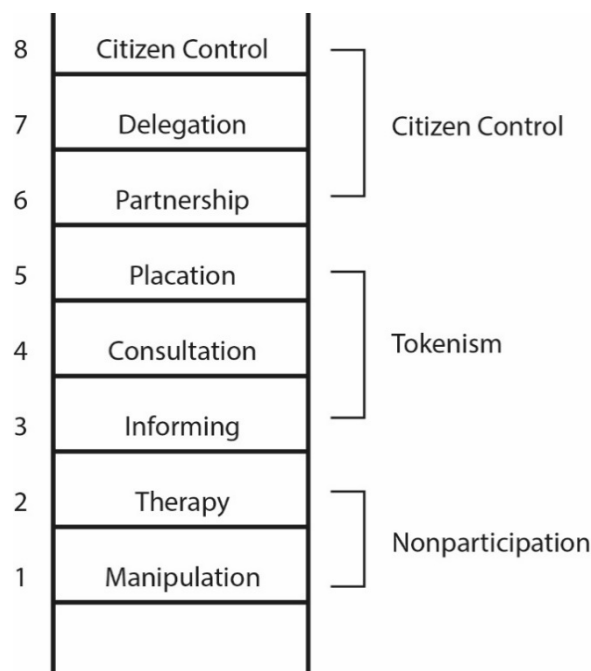 8 Citizen Control
7 Delegation
Citizen Control
6 Partnership
5 Placation
4 Consultation
Tokenism
3 Informing
2 Therapy
Nonparticipation
1 Manipulation